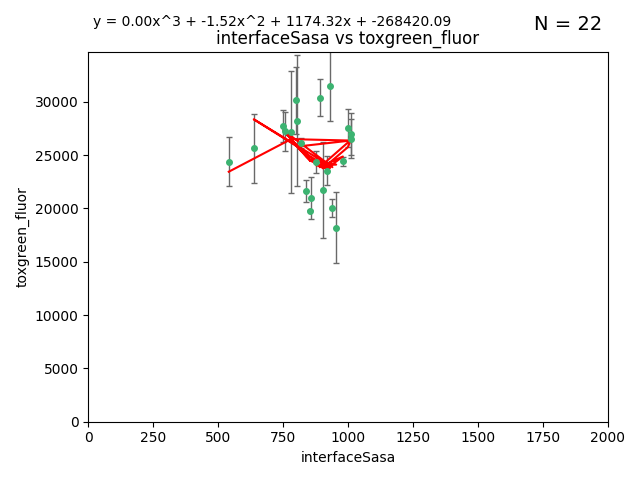 y = 0.00x^3 + -1.52x^2 + 1174.32x + -268420.09
N = 22
interfaceSasa vs toxgreen_fluor
30000
25000
20000
15000
10000
5000
0
toxgreen_fluor
0 250 500 750 1000 1250 1500 1750 2000
interfaceSasa